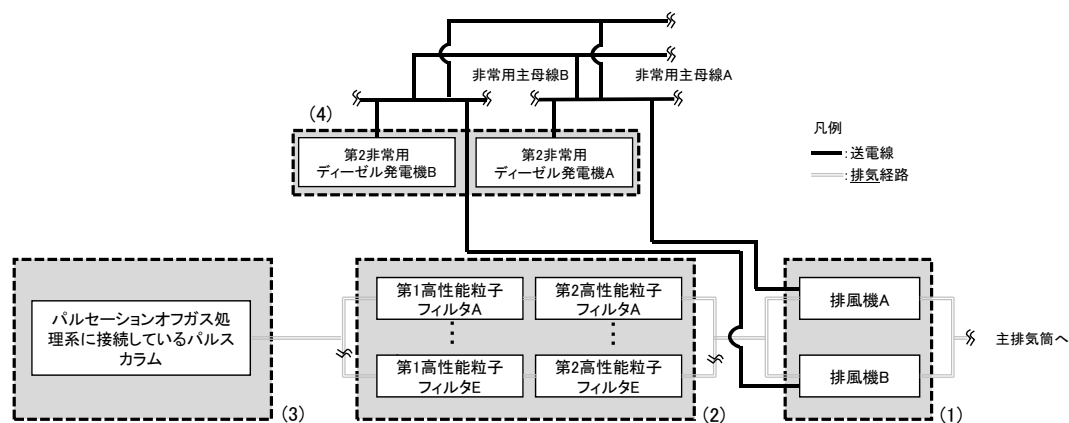 非常用主母線B
非常用主母線A
(4)
第2非常用
ディーゼル発電機B
第2非常用
ディーゼル発電機A
凡例
:送電線
:排気経路
パルセーションオフガス処
理系に接続しているパルス
カラム
(3)
第1高性能粒子
フィルタA
第2高性能粒子
フィルタA
第1高性能粒子
フィルタE
第2高性能粒子
フィルタE
(2)
排風機A
排風機B
(1)
主排気筒へ